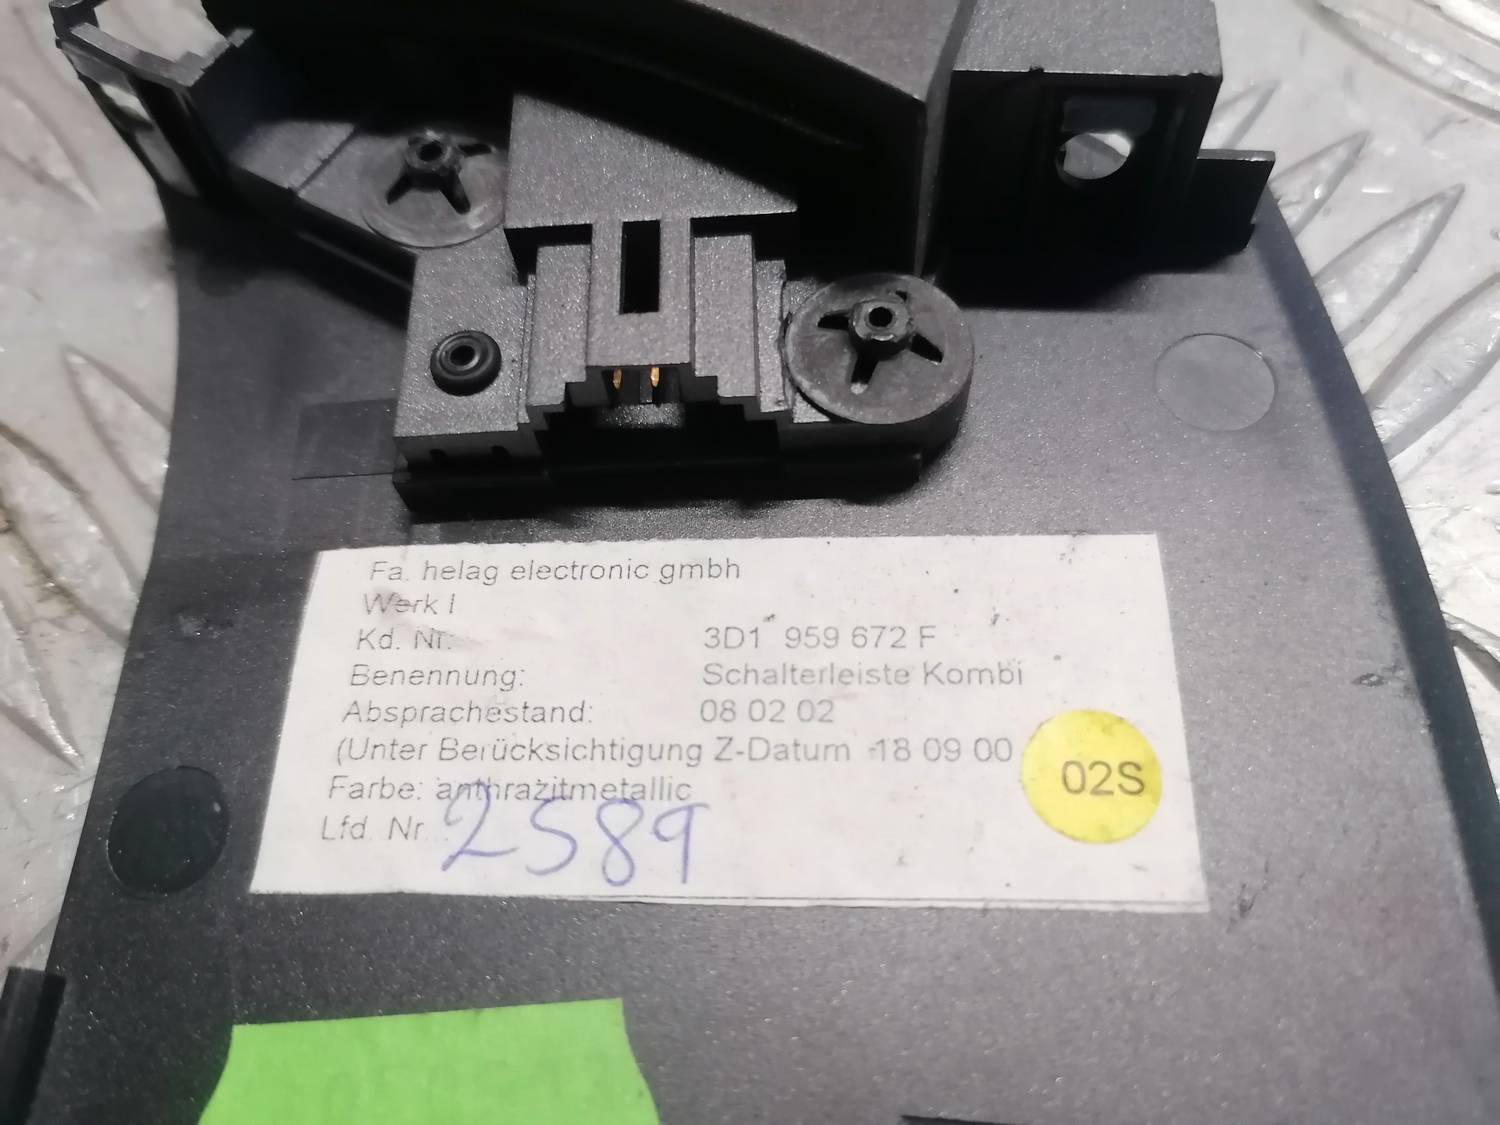 Fa. helag electronic gmbh
Werk I
Kd. Nr. 3D1 959 672 F
Benennung: Schalterleiste Kombi
Absprachestand: 08 02 02
(Unter Berücksichtigung Z-Datum 18 09 00
Farbe: anthrazitmetallic
Lfd. Nr. 2589
02S